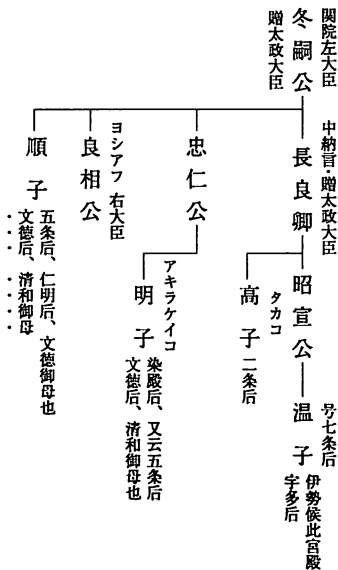 閑院左大臣
冬嗣公
贈太政大臣
中納言・贈太政大臣
長良卿
昭宣公
号七条后
温子
伊勢候此宮殿
宇多后
タカコ
高子
二条后
忠仁公
アキラケイコ
明子
染殿后、又云五条后
文徳后、清和御母也
ヨシアフ
右大臣
良相公
順子
五条后、仁明后、文徳御母也
文徳后、清和御母